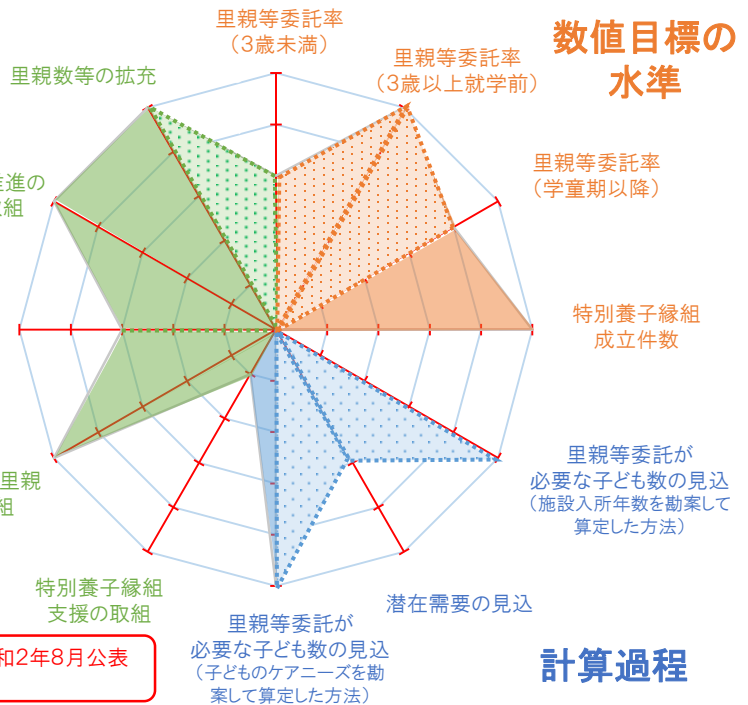 里親等委託率
（3歳未満）
数値目標の
水準
里親等委託率
（3歳以上就学前）
里親数等の拡充
里親等委託率
（学童期以降）
進の
組
特別養子縁組
成立件数
里親等委託が
必要な子ども数の見込
（施設入所年数を勘案して
算定した方法）
里親
組
特別養子縁組
支援の取組
潜在需要の見込
里親等委託が
必要な子ども数の見込
（子どものケアニーズを勘
案して算定した方法）
和2年8月公表
計算過程